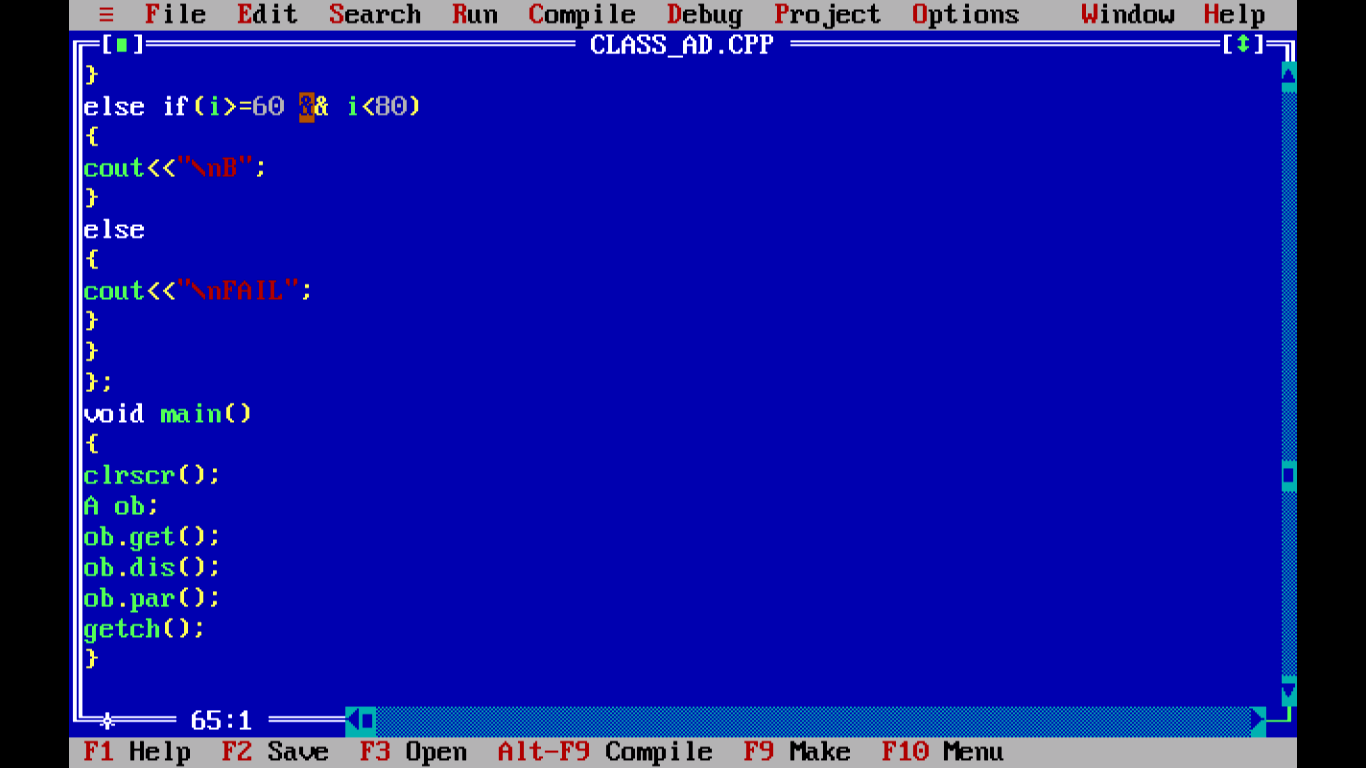 ≡ File Edit Search Run Compile Debug Project Options Window Help
[■] CLASS_AD.CPP [↕]
}
else if(i>=60 && i<80)
{
cout<<"\nB";
}
else
{
cout<<"\nFAIL";
}
}
};
void main()
{
clrscr();
A ob;
ob.get();
ob.dis();
ob.par();
getch();
}
65:1
F1 Help F2 Save F3 Open Alt-F9 Compile F9 Make F10 Menu